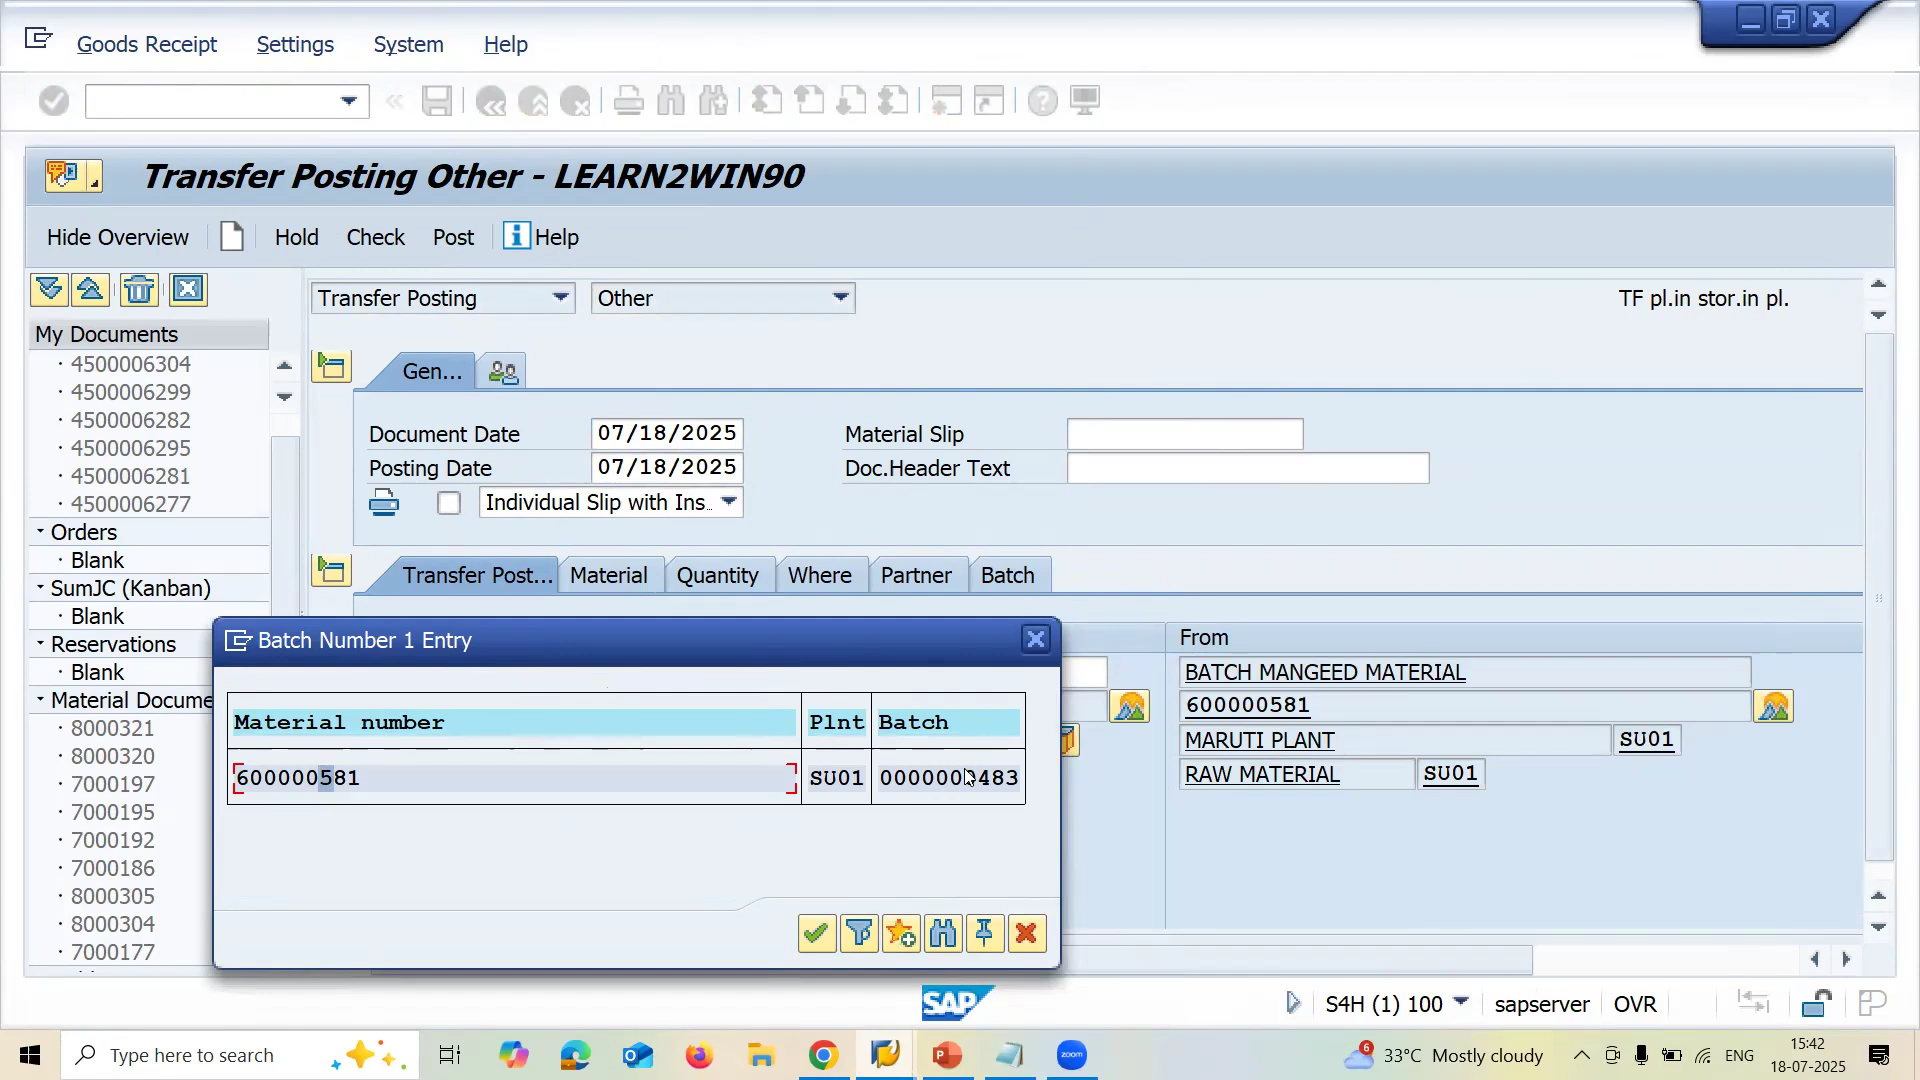 Goods Receipt Settings System Help
Transfer Posting Other - LEARN2WIN90
Hide Overview Hold Check Post Help
Transfer Posting Other TF pl.in stor.in pl.
My Documents
4500006304
4500006299
4500006282
4500006295
4500006281
4500006277
Orders
Blank
SumJC (Kanban)
Blank
Reservations
Blank
Material Docume
8000321
8000320
7000197
7000195
7000192
7000186
8000305
8000304
7000177
Gen...
Document Date 07/18/2025 Material Slip
Posting Date 07/18/2025 Doc.Header Text
Individual Slip with Ins..
Transfer Post... Material Quantity Where Partner Batch
From
BATCH MANGEED MATERIAL
600000581
MARUTI PLANT SU01
RAW MATERIAL SU01
Batch Number 1 Entry
Material number Plnt Batch
600000581 SU01 0000000483
SAP S4H (1) 100 sapserver OVR
Type here to search
zoom
6 33°C Mostly cloudy ENG 15:42
18-07-2025